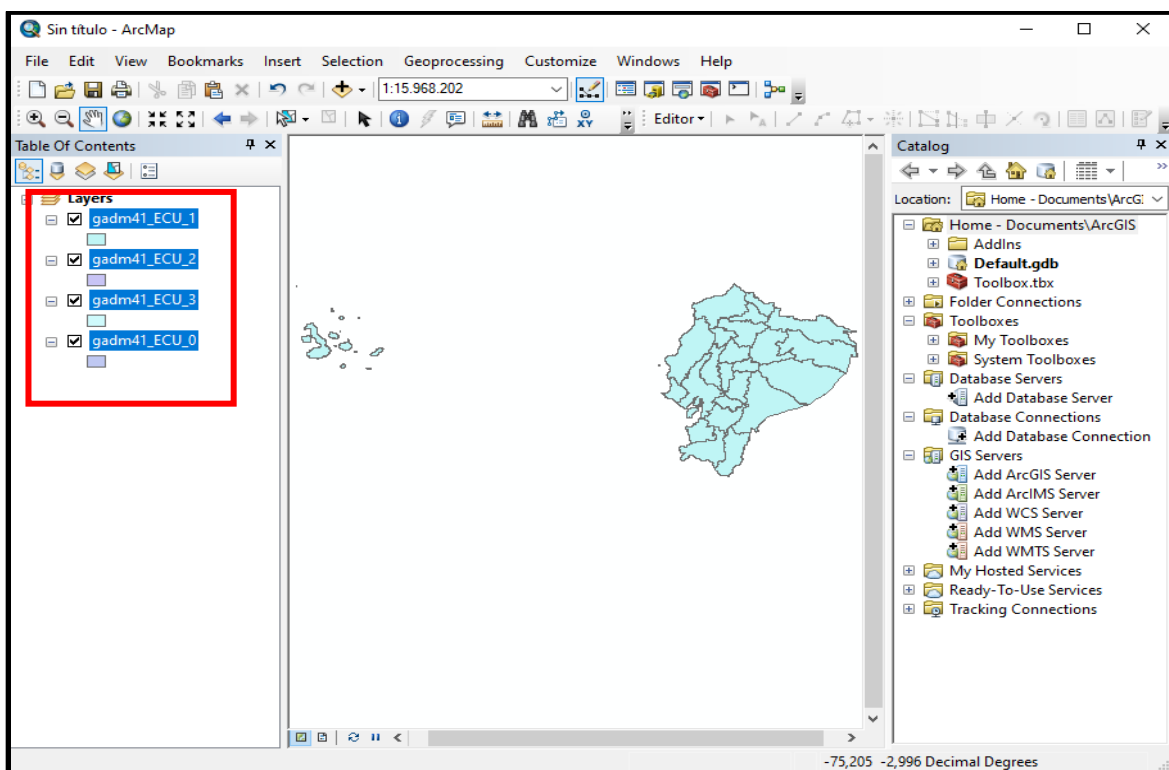 Sin título - ArcMap
File Edit View Bookmarks Insert Selection Geoprocessing Customize Windows Help
1:15.968.202
Editor
Table Of Contents
Layers
gadm41_ECU_1
gadm41_ECU_2
gadm41_ECU_3
gadm41_ECU_0
Catalog
Location: Home - Documents\ArcG
Home - Documents\ArcGIS
AddIns
Default.gdb
Toolbox.tbx
Folder Connections
Toolboxes
My Toolboxes
System Toolboxes
Database Servers
Add Database Server
Database Connections
Add Database Connection
GIS Servers
Add ArcGIS Server
Add ArcIMS Server
Add WCS Server
Add WMS Server
Add WMTS Server
My Hosted Services
Ready-To-Use Services
Tracking Connections
-75,205 -2,996 Decimal Degrees